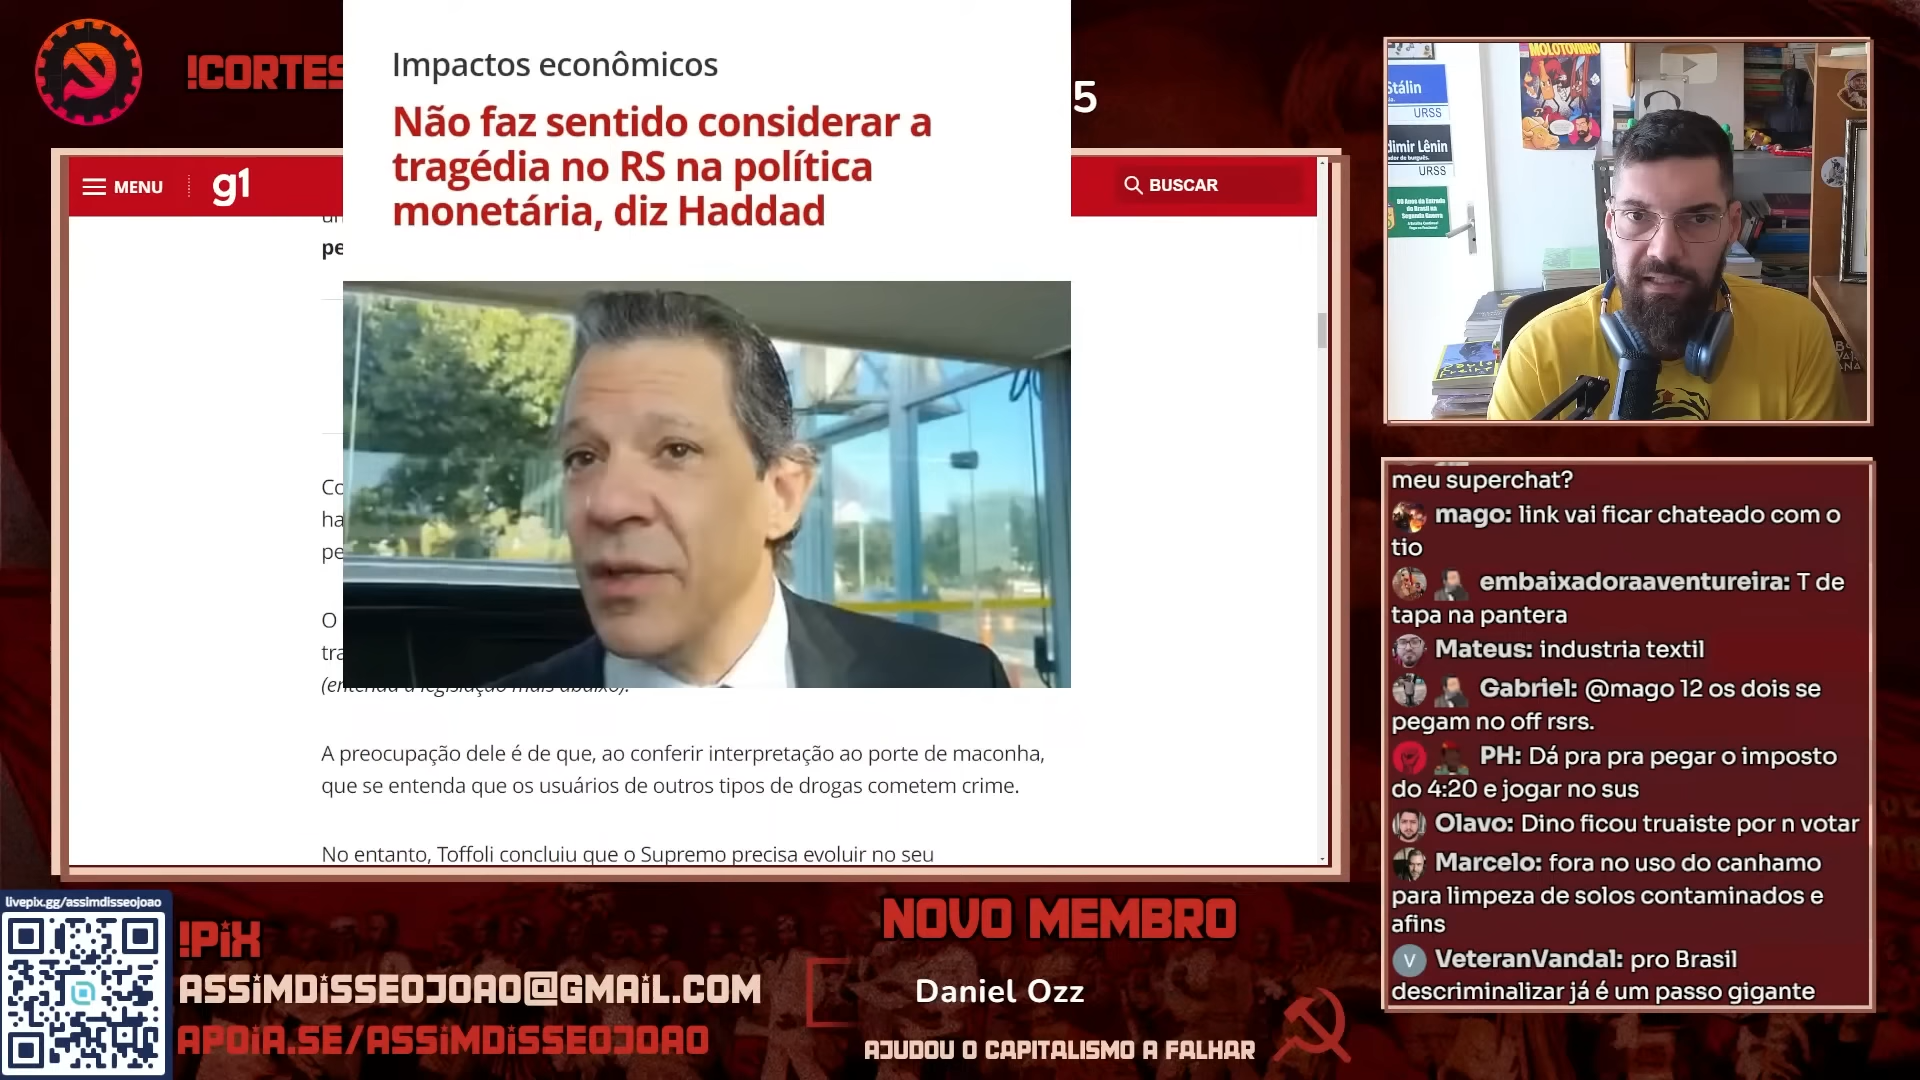 !CORTES
5
Impactos econômicos
Não faz sentido considerar a
tragédia no RS na política
monetária, diz Haddad
MENU
g1
BUSCAR
pe
Co
ha
pe
O
tra
(entenda a legislação mais abaixo).
A preocupação dele é de que, ao conferir interpretação ao porte de maconha,
que se entenda que os usuários de outros tipos de drogas cometem crime.
No entanto, Toffoli concluiu que o Supremo precisa evoluir no seu
MOLOTOVINHO
Stálin
URSS
dimir Lênin
URSS
meu superchat?
mago: link vai ficar chateado com o
tio
embaixadoraaventureira: T de
tapa na pantera
Mateus: industria textil
Gabriel: @mago 12 os dois se
pegam no off rsrs.
PH: Dá pra pra pegar o imposto
do 4:20 e jogar no sus
Olavo: Dino ficou truaiste por n votar
Marcelo: fora no uso do canhamo
para limpeza de solos contaminados e
afins
V VeteranVandal: pro Brasil
descriminalizar já é um passo gigante
livepix.gg/assimdisseojoao
!PIX
ASSIMDISSEOJOAO@GMAIL.COM
APOIA.SE/ASSIMDISSEOJOAO
NOVO MEMBRO
Daniel Ozz
AJUDOU O CAPITALISMO A FALHAR